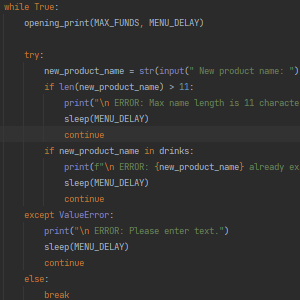 while True:
    opening_print(MAX_FUNDS, MENU_DELAY)

    try:
        new_product_name = str(input(" New product name: ")
        if len(new_product_name) > 11:
            print("\n ERROR: Max name length is 11 characte
            sleep(MENU_DELAY)
            continue
        if new_product_name in drinks:
            print(f"\n ERROR: {new_product_name} already ex
            sleep(MENU_DELAY)
            continue
    except ValueError:
        print("\n ERROR: Please enter text.")
        sleep(MENU_DELAY)
        continue
    else:
        break